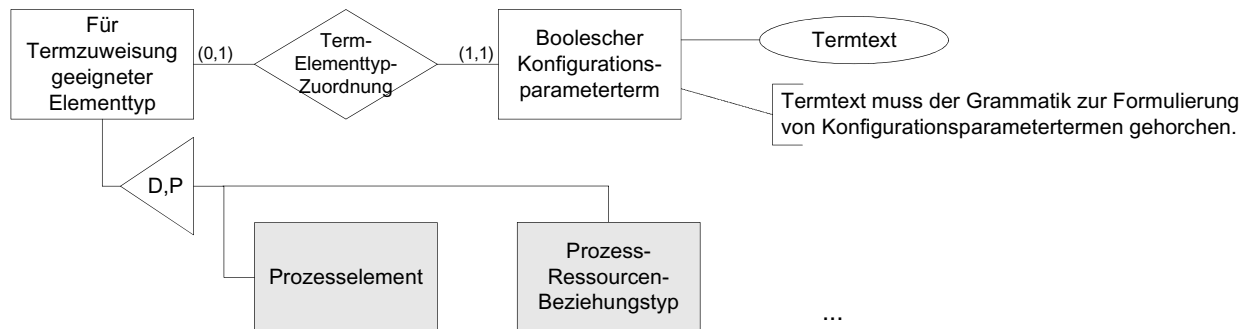 Für
Termzuweisung
geeigneter
Elementtyp
(0,1)
Term-
Elementtyp-
Zuordnung
(1,1)
Boolescher
Konfigurations-
parameterterm
Termtext
Termtext muss der Grammatik zur Formulierung
von Konfigurationsparametertermen gehorchen.
D,P
Prozesselement
Prozess-
Ressourcen-
Beziehungstyp
...